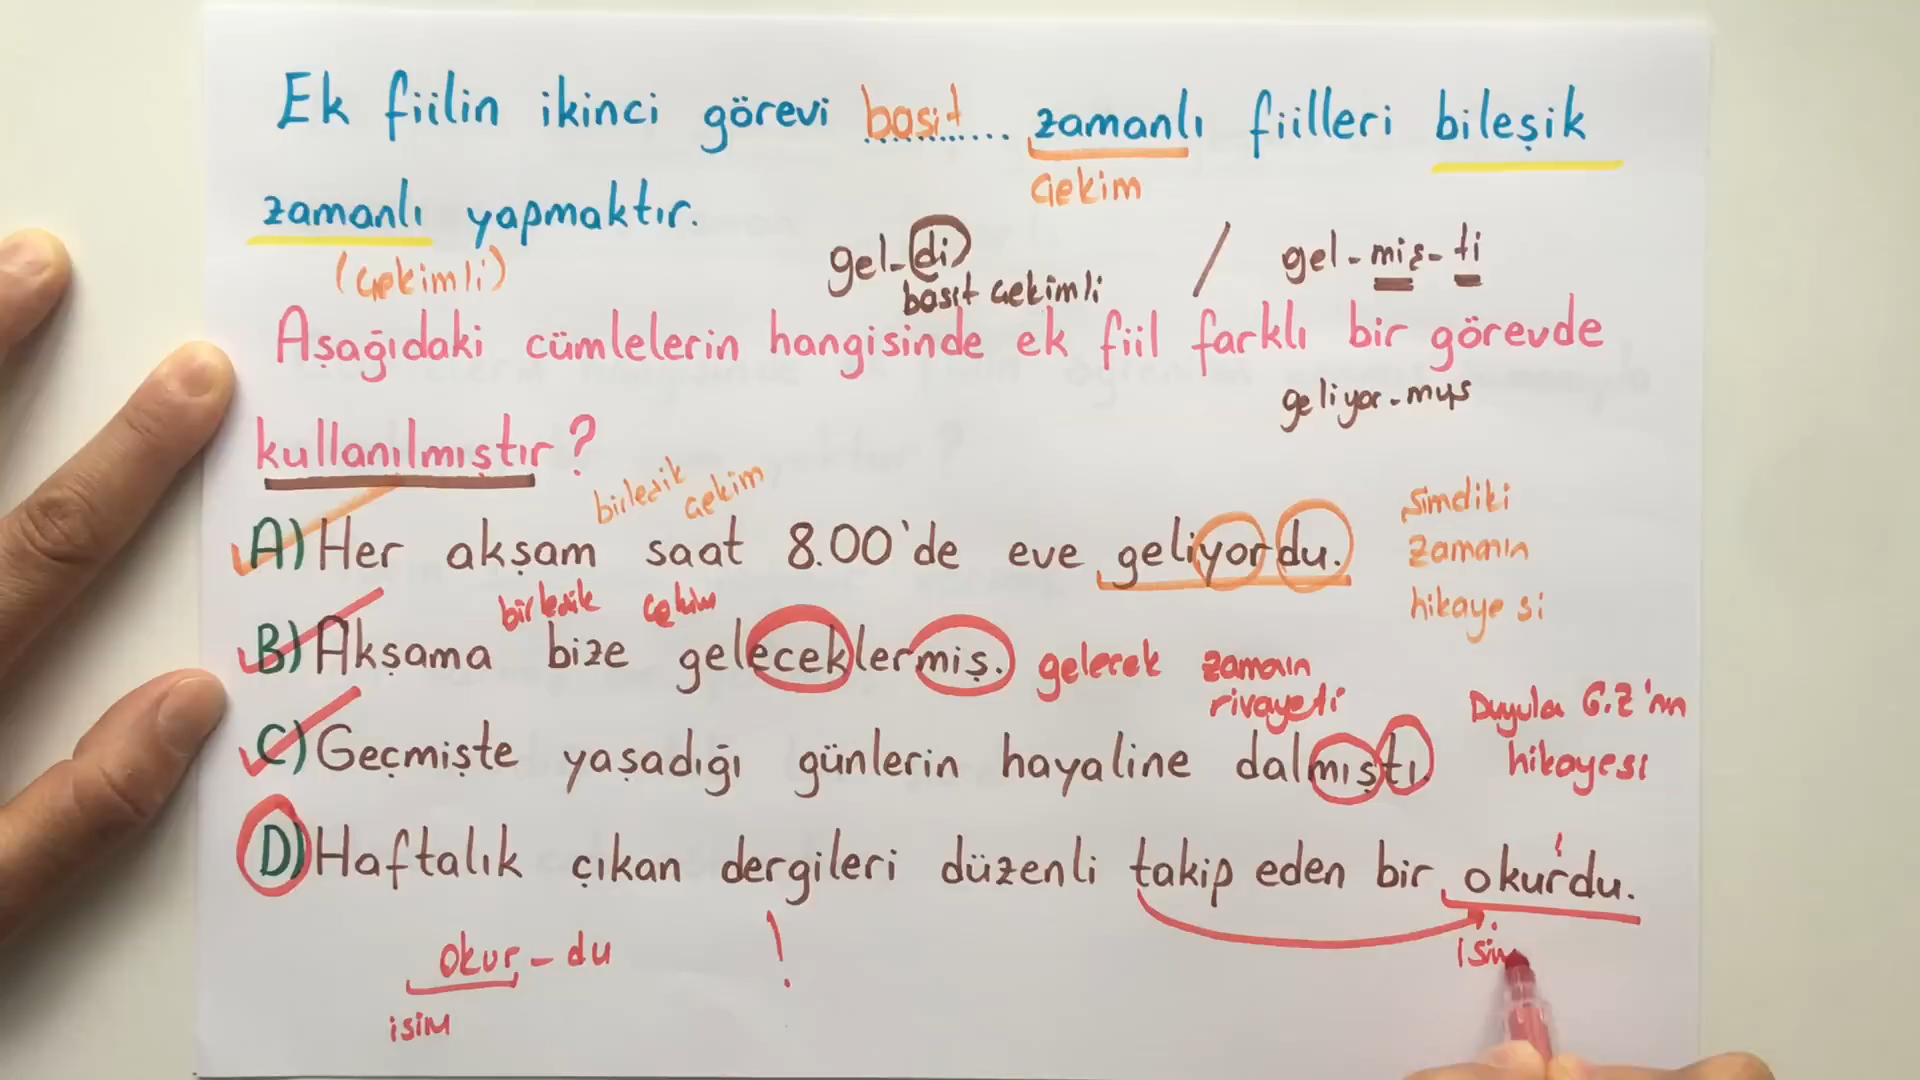 Ek fiilin ikinci görevi basit ......... zamanlı fiilleri bileşik
çekim
zamanlı yapmaktır.
(çekimli)
gel-di / gel-miş-ti
basit çekimli
Aşağıdaki cümlelerin hangisinde ek fiil farklı bir görevde
geliyor-muş
kullanılmıştır?
birleşik çekim
A) Her akşam saat 8.00'de eve geliyordu. Şimdiki zamanın hikayesi
birleşik çekim
B) Akşama bize geleceklermiş. gelecek zamanın rivayeti
C) Geçmişte yaşadığı günlerin hayaline dalmıştı. Duyulan G.Z'nın hikayesi
D) Haftalık çıkan dergileri düzenli takip eden bir okurdu.
okur-du !
isim
isim